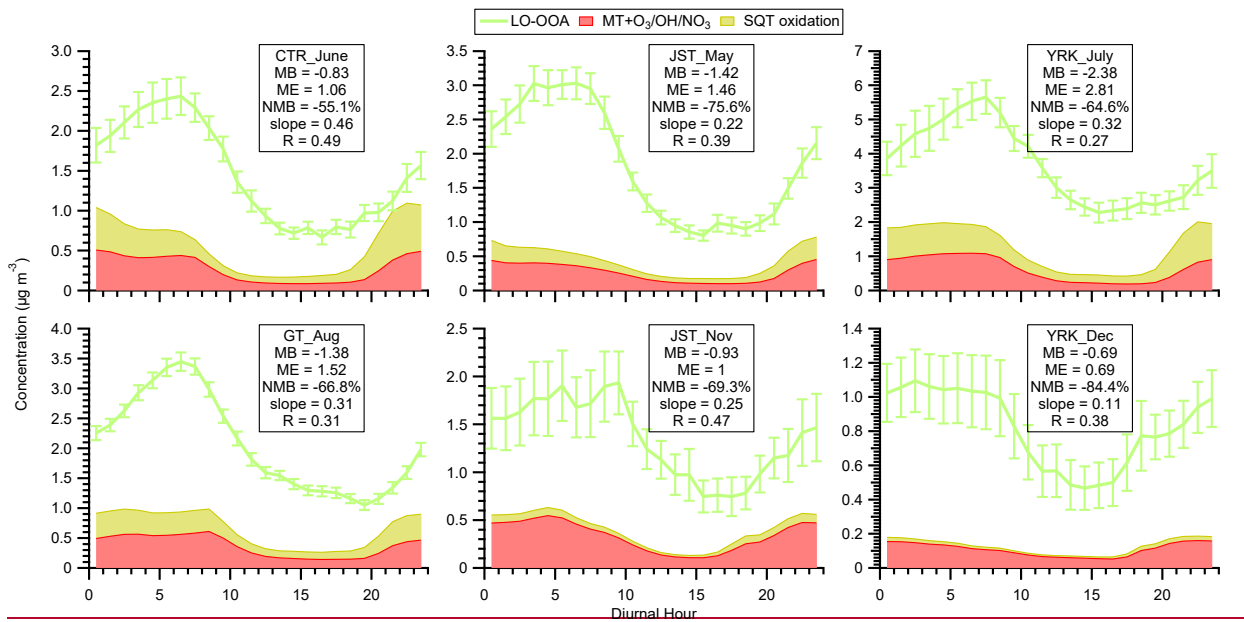 LO-OOA MT+O₃/OH/NO₃ SQT oxidation
Concentration (µg m⁻³)
CTR_June
MB = -0.83
ME = 1.06
NMB = -55.1%
slope = 0.46
R = 0.49
3.0
2.5
2.0
1.5
1.0
0.5
0
JST_May
MB = -1.42
ME = 1.46
NMB = -75.6%
slope = 0.22
R = 0.39
3.5
3.0
2.5
2.0
1.5
1.0
0.5
0
YRK_July
MB = -2.38
ME = 2.81
NMB = -64.6%
slope = 0.32
R = 0.27
7
6
5
4
3
2
1
0
GT_Aug
MB = -1.38
ME = 1.52
NMB = -66.8%
slope = 0.31
R = 0.31
4.0
3.5
3.0
2.5
2.0
1.5
1.0
0.5
0
0 5 10 15 20
JST_Nov
MB = -0.93
ME = 1
NMB = -69.3%
slope = 0.25
R = 0.47
2.5
2.0
1.5
1.0
0.5
0
0 5 10 15 20
YRK_Dec
MB = -0.69
ME = 0.69
NMB = -84.4%
slope = 0.11
R = 0.38
1.4
1.2
1.0
0.8
0.6
0.4
0.2
0
0 5 10 15 20
Diurnal Hour